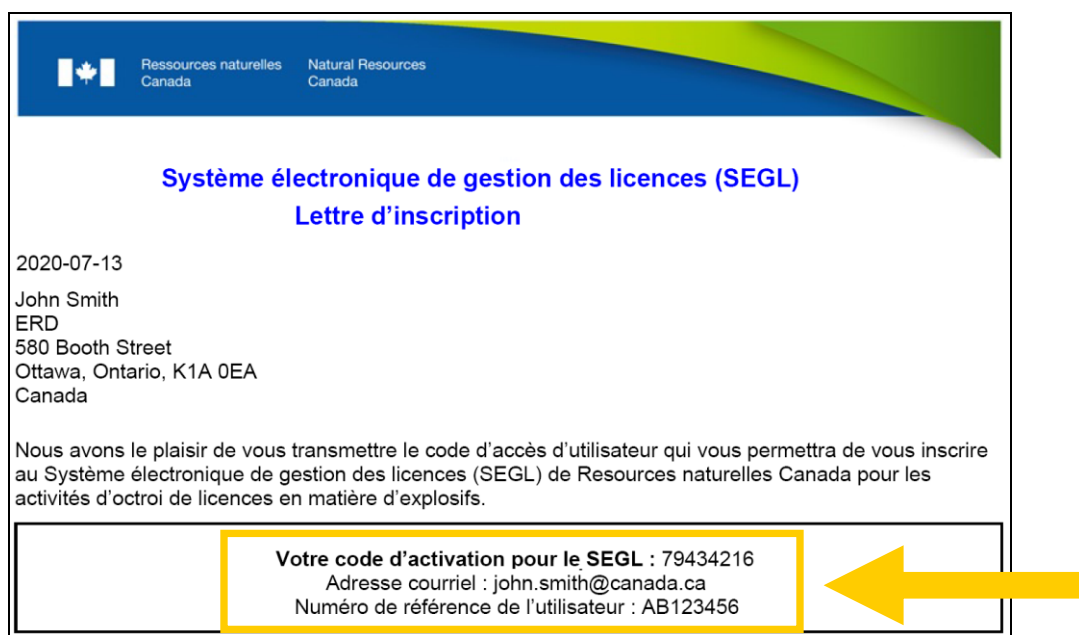 Ressources naturelles Canada
Natural Resources Canada
Système électronique de gestion des licences (SEGL)
Lettre d'inscription
2020-07-13
John Smith
ERD
580 Booth Street
Ottawa, Ontario, K1A 0EA
Canada
Nous avons le plaisir de vous transmettre le code d'accès d'utilisateur qui vous permettra de vous inscrire
au Système électronique de gestion des licences (SEGL) de Resources naturelles Canada pour les
activités d'octroi de licences en matière d'explosifs.
Votre code d'activation pour le SEGL : 79434216
Adresse courriel : john.smith@canada.ca
Numéro de référence de l'utilisateur : AB123456